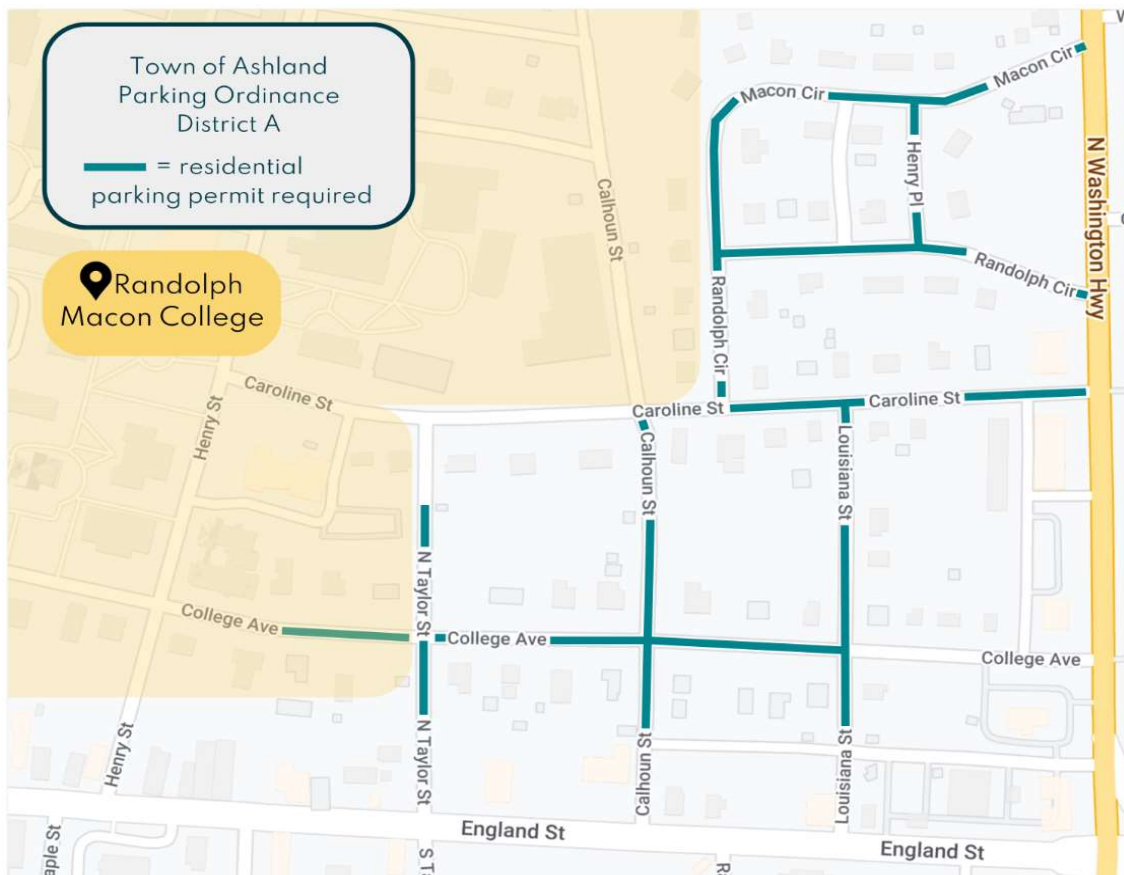 Town of Ashland
Parking Ordinance
District A
= residential
parking permit required
Randolph
Macon College
Macon Cir
Macon Cir
Henry Pl
N Washington Hwy
Calhoun St
Randolph Cir
Randolph Cir
Caroline St
Caroline St
Caroline St
Henry St
Calhoun St
Louisiana St
N Taylor St
College Ave
College Ave
College Ave
Henry St
N Taylor St
Calhoun St
Louisiana St
England St
England St